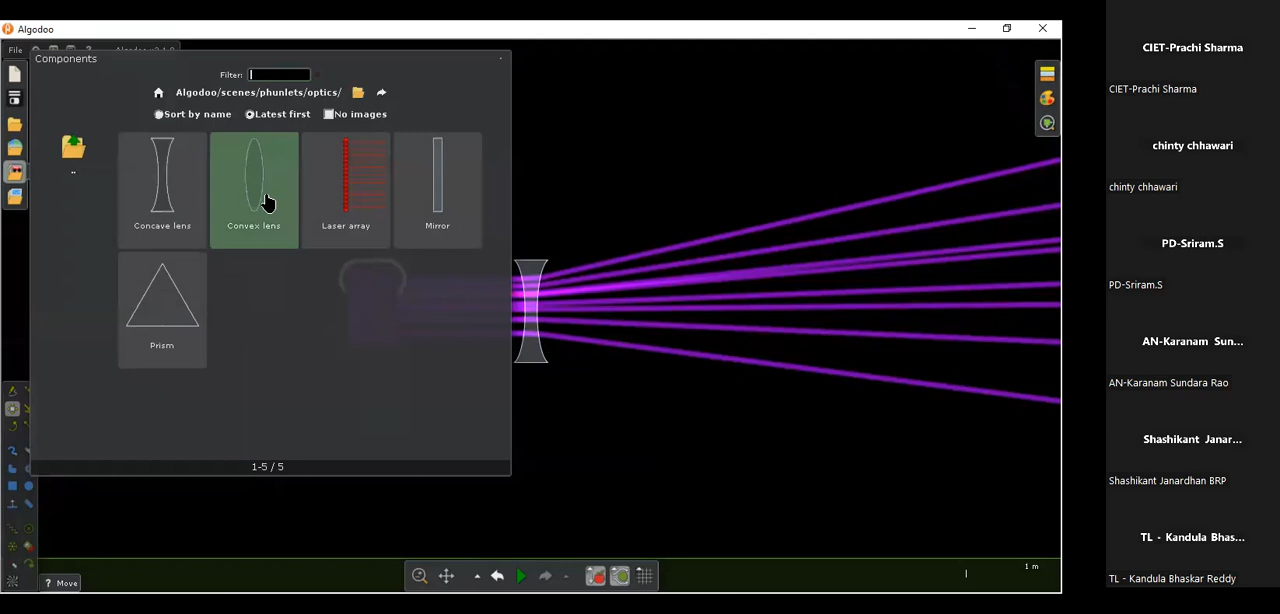 Algodoo
File
Components
Filter:
Algodoo/scenes/phunlets/optics/
Sort by name
Latest first
No images
..
Concave lens
Convex lens
Laser array
Mirror
Prism
1-5 / 5
? Move
1 m
CIET-Prachi Sharma
CIET-Prachi Sharma
chinty chhawari
chinty chhawari
PD-Sriram.S
PD-Sriram.S
AN-Karanam Sun...
AN-Karanam Sundara Rao
Shashikant Janar...
Shashikant Janardhan BRP
TL - Kandula Bhas...
TL - Kandula Bhaskar Reddy